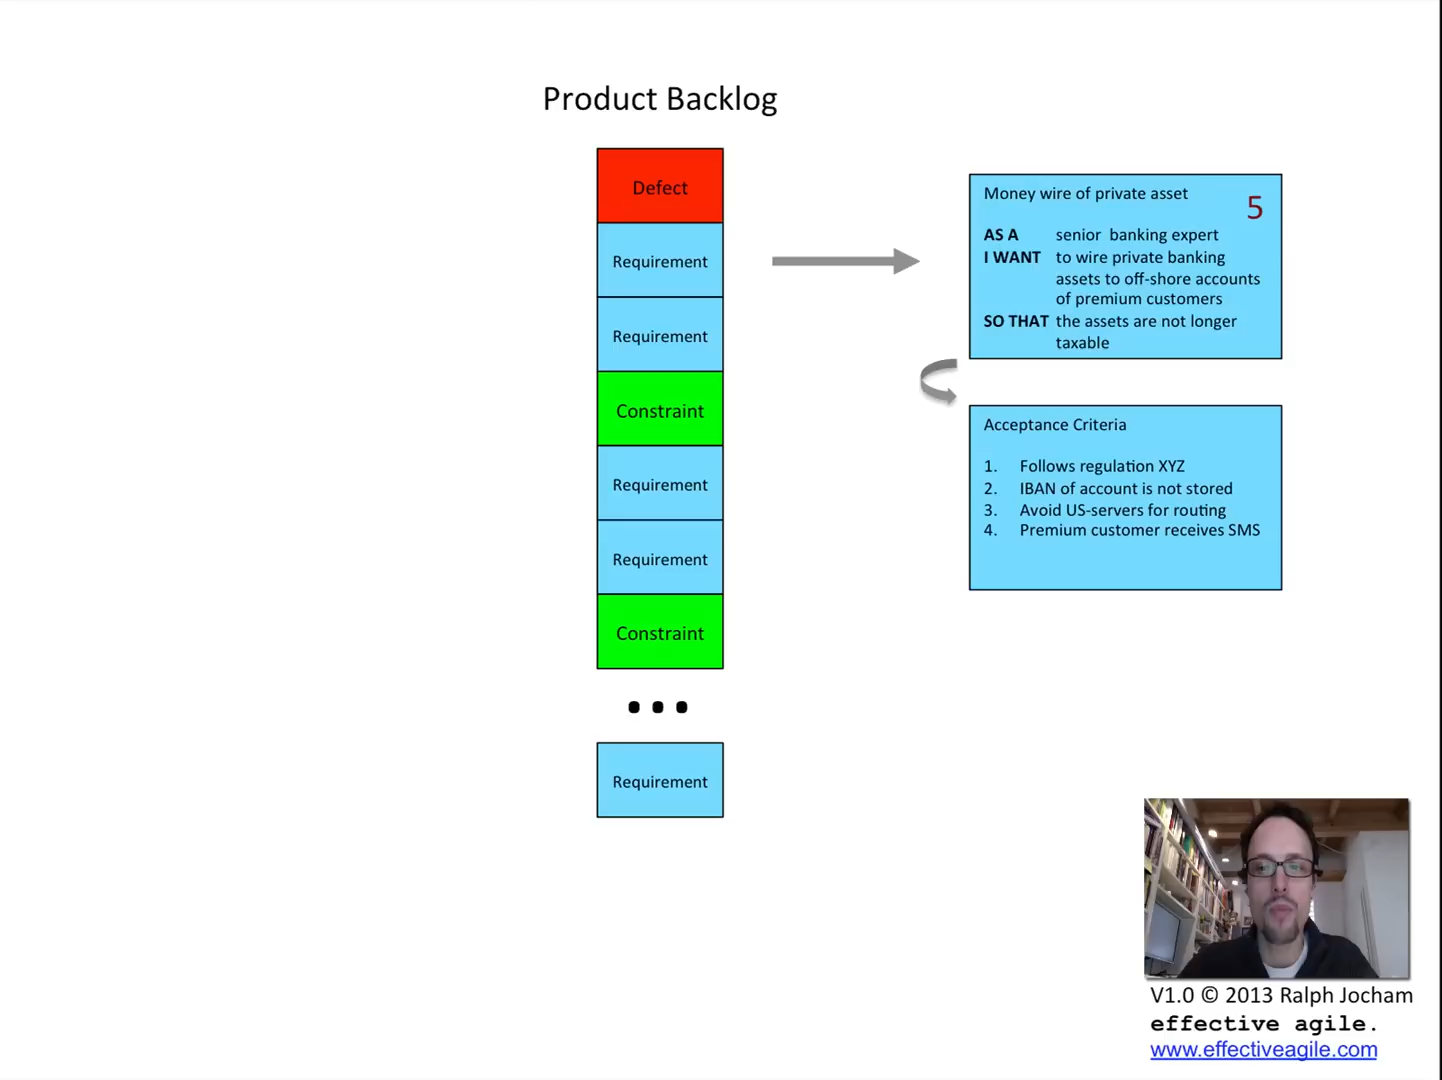 Product Backlog
Defect
Requirement
Requirement
Constraint
Requirement
Requirement
Constraint
...
Requirement
Money wire of private asset
5
AS A senior banking expert
I WANT to wire private banking
assets to off-shore accounts
of premium customers
SO THAT the assets are not longer
taxable
Acceptance Criteria
1. Follows regulation XYZ
2. IBAN of account is not stored
3. Avoid US-servers for routing
4. Premium customer receives SMS
V1.0 © 2013 Ralph Jocham
effective agile.
www.effectiveagile.com